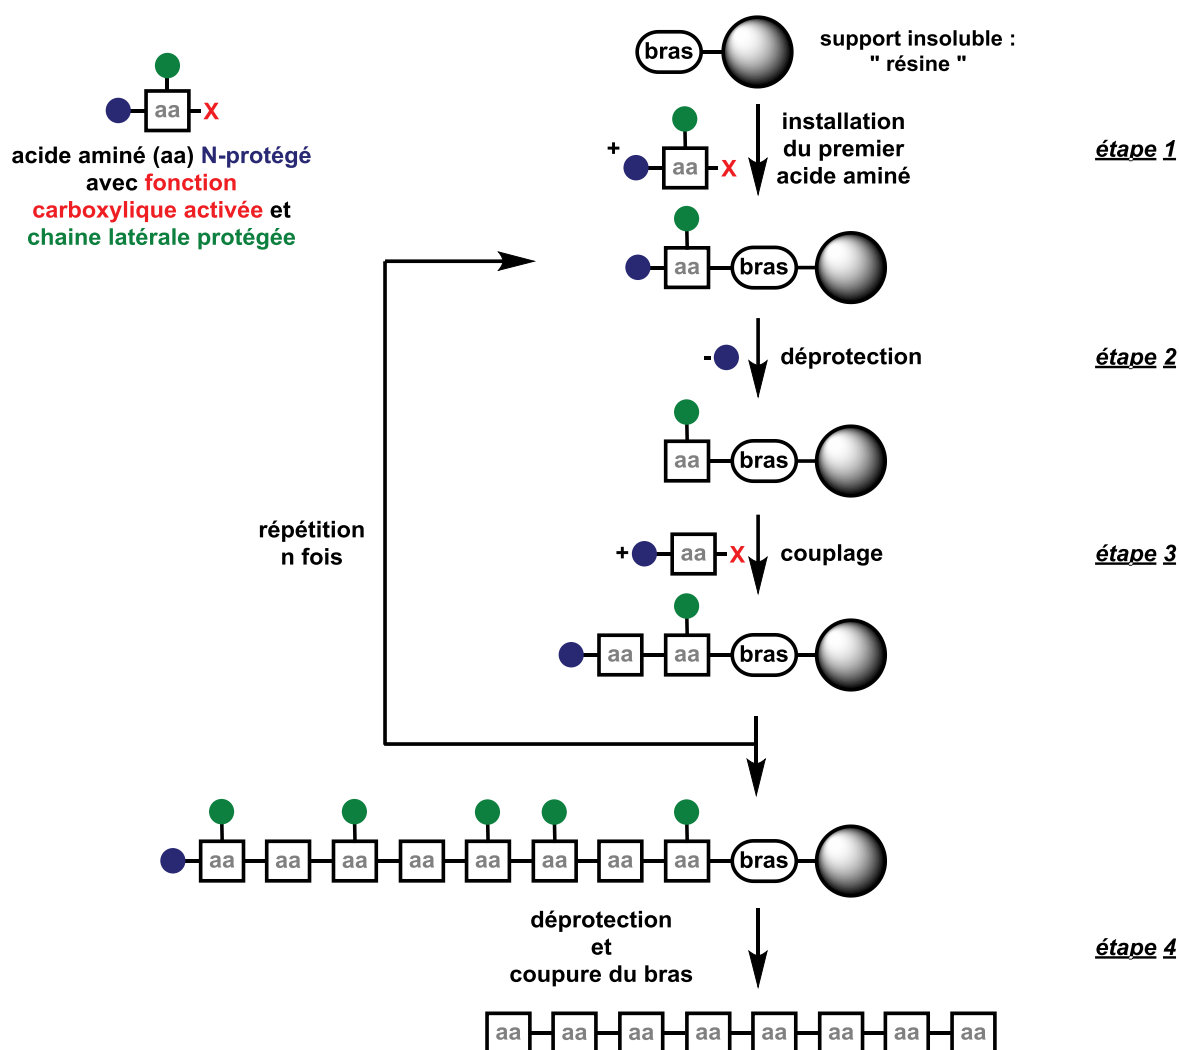 bras
support insoluble :
" résine "
aa X
acide aminé (aa) N-protégé
avec fonction
carboxylique activée et
chaine latérale protégée
+ aa X
installation
du premier
acide aminé
étape 1
aa bras
- déprotection
étape 2
aa bras
répétition
n fois
+ aa X
couplage
étape 3
aa aa bras
aa aa aa aa aa aa aa aa bras
déprotection
et
coupure du bras
étape 4
aa aa aa aa aa aa aa aa